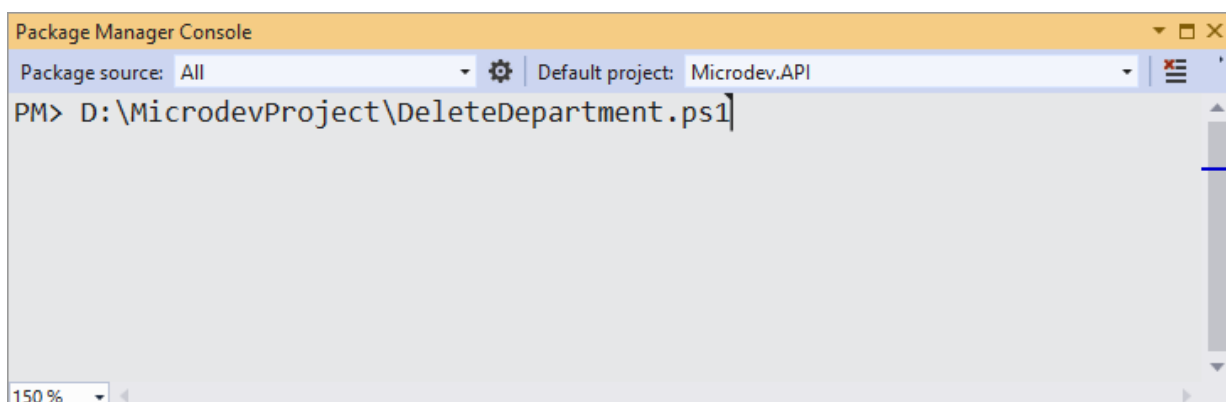 Package Manager Console
Package source: All Default project: Microdev.API
PM> D:\MicrodevProject\DeleteDepartment.ps1
150 %